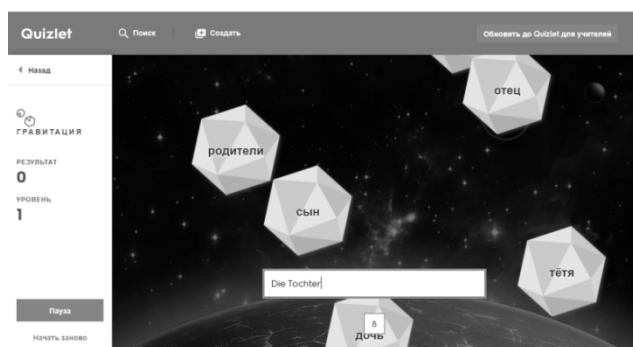 Quizlet
Поиск
Создать
Обновить до Quizlet для учителей
Назад
ГРАВИТАЦИЯ
РЕЗУЛЬТАТ
0
УРОВЕНЬ
1
Пауза
Начать заново
отец
родители
сын
тётя
Die Tochter
8
дочь